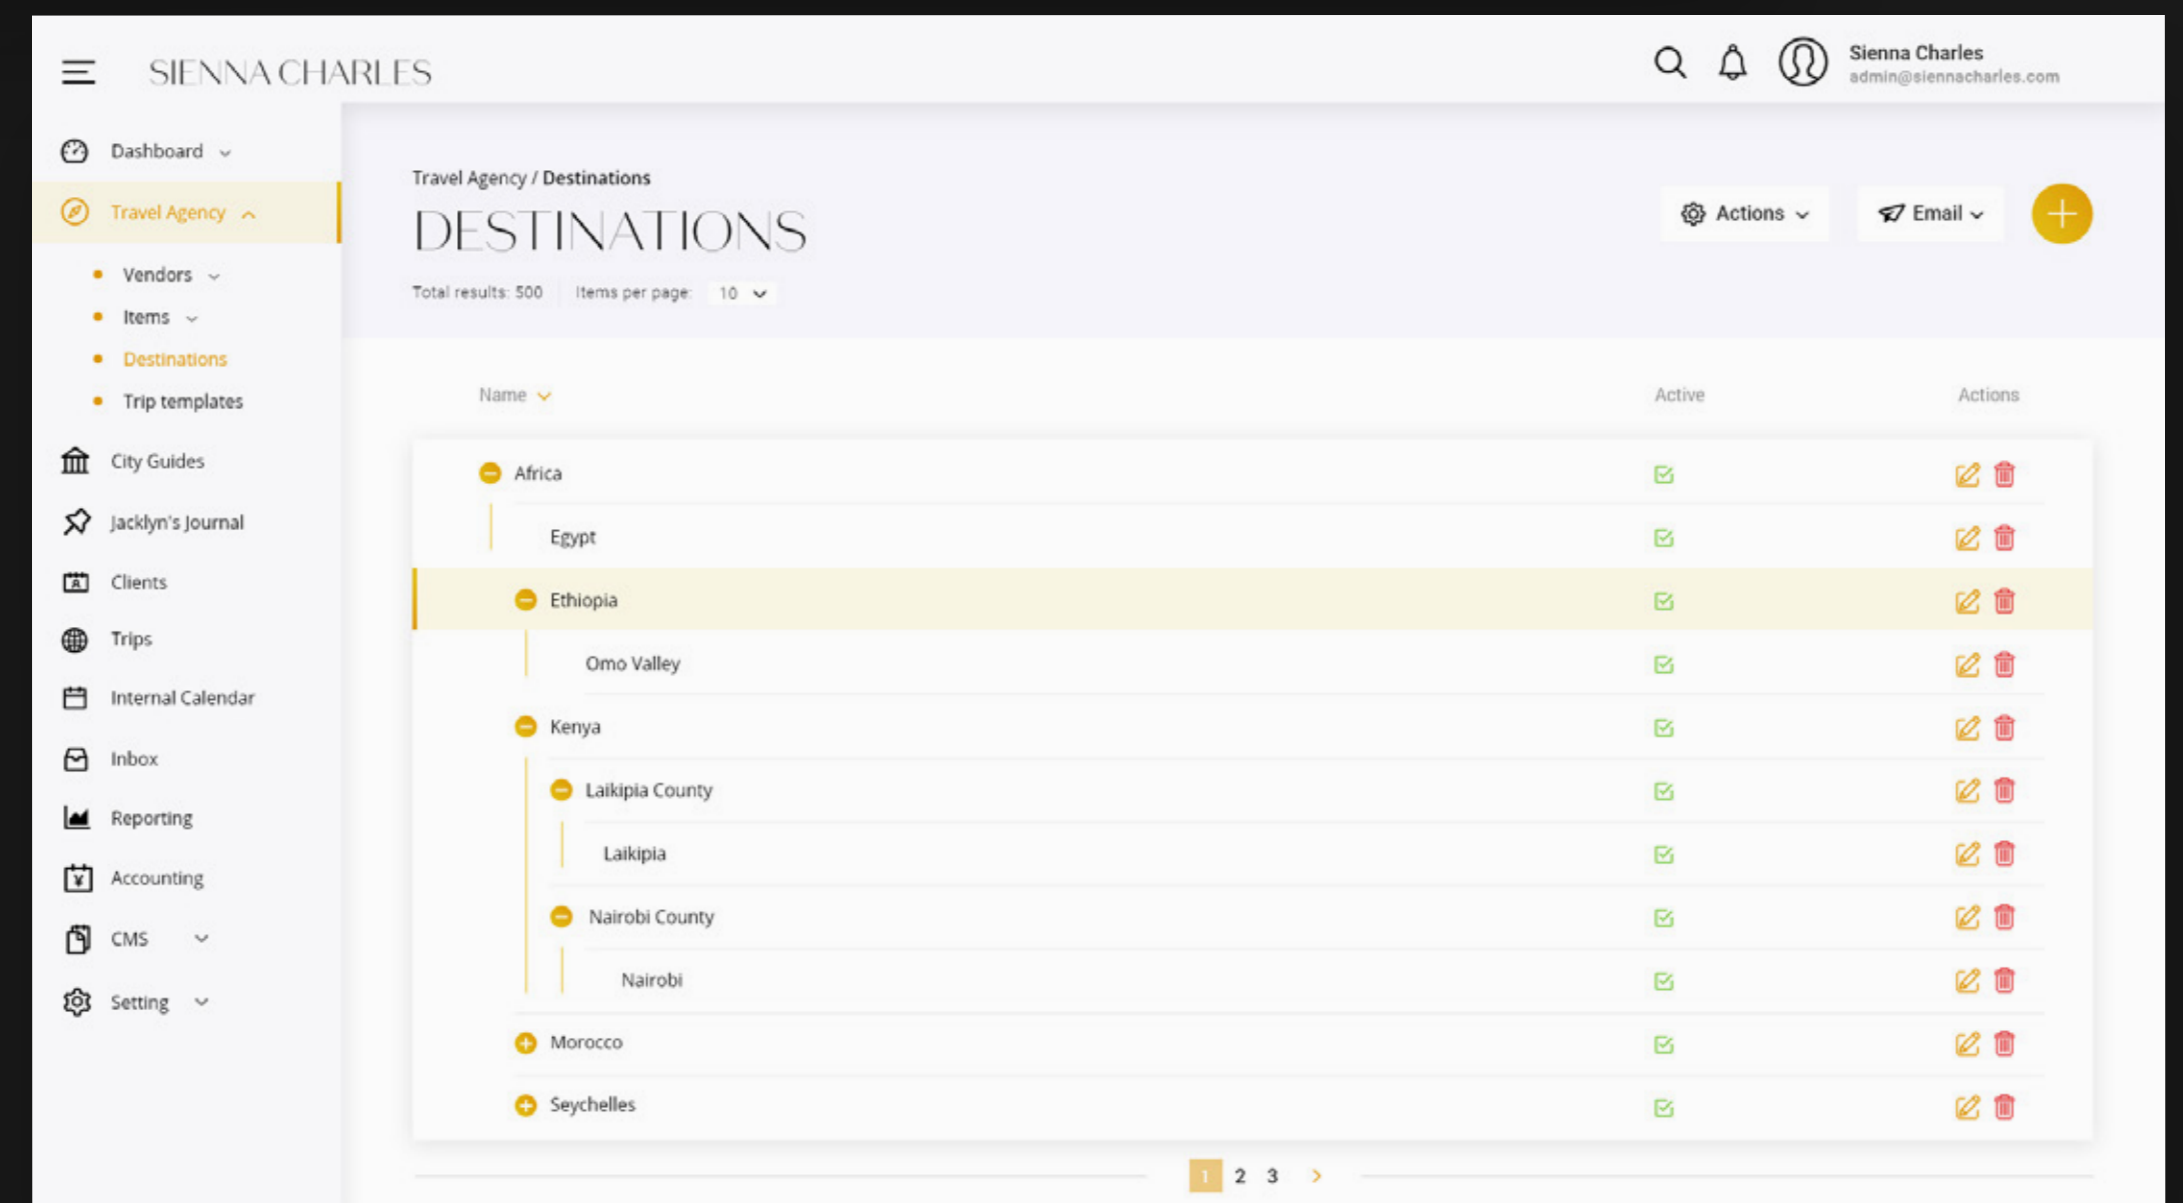 SIENNA CHARLES
Sienna Charles
admin@siennacharles.com
Dashboard
Travel Agency
Vendors
Items
Destinations
Trip templates
City Guides
Jacklyn's Journal
Clients
Trips
Internal Calendar
Inbox
Reporting
Accounting
CMS
Setting
Travel Agency / Destinations
DESTINATIONS
Total results: 500 Items per page: 10
Actions Email
Name Active Actions
Africa
Egypt
Ethiopia
Omo Valley
Kenya
Laikipia County
Laikipia
Nairobi County
Nairobi
Morocco
Seychelles
1 2 3